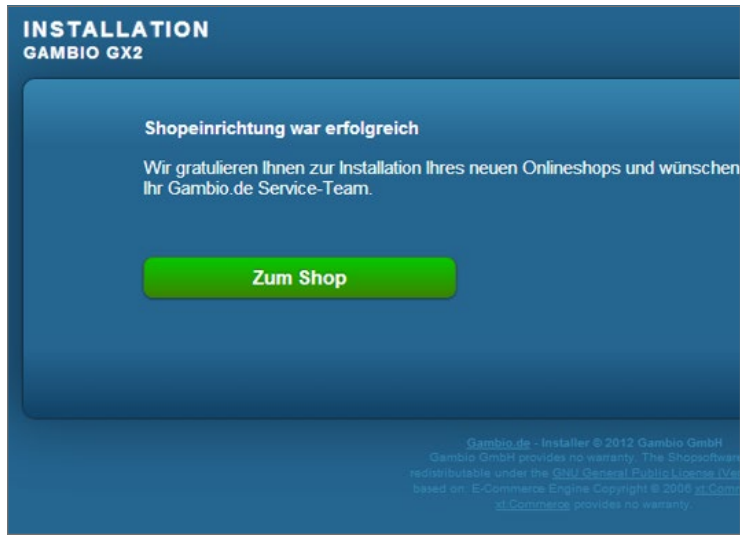 INSTALLATION
GAMBIO GX2
Shopeinrichtung war erfolgreich
Wir gratulieren Ihnen zur Installation Ihres neuen Onlineshops und wünschen
Ihr Gambio.de Service-Team.
Zum Shop
Gambio.de - Installer © 2012 Gambio GmbH
Gambio GmbH provides no warranty. The Shopsoftware
redistributable under the GNU General Public License
based on: E-Commerce Engine Copyright © 2006
xt:Commerce provides no warranty.